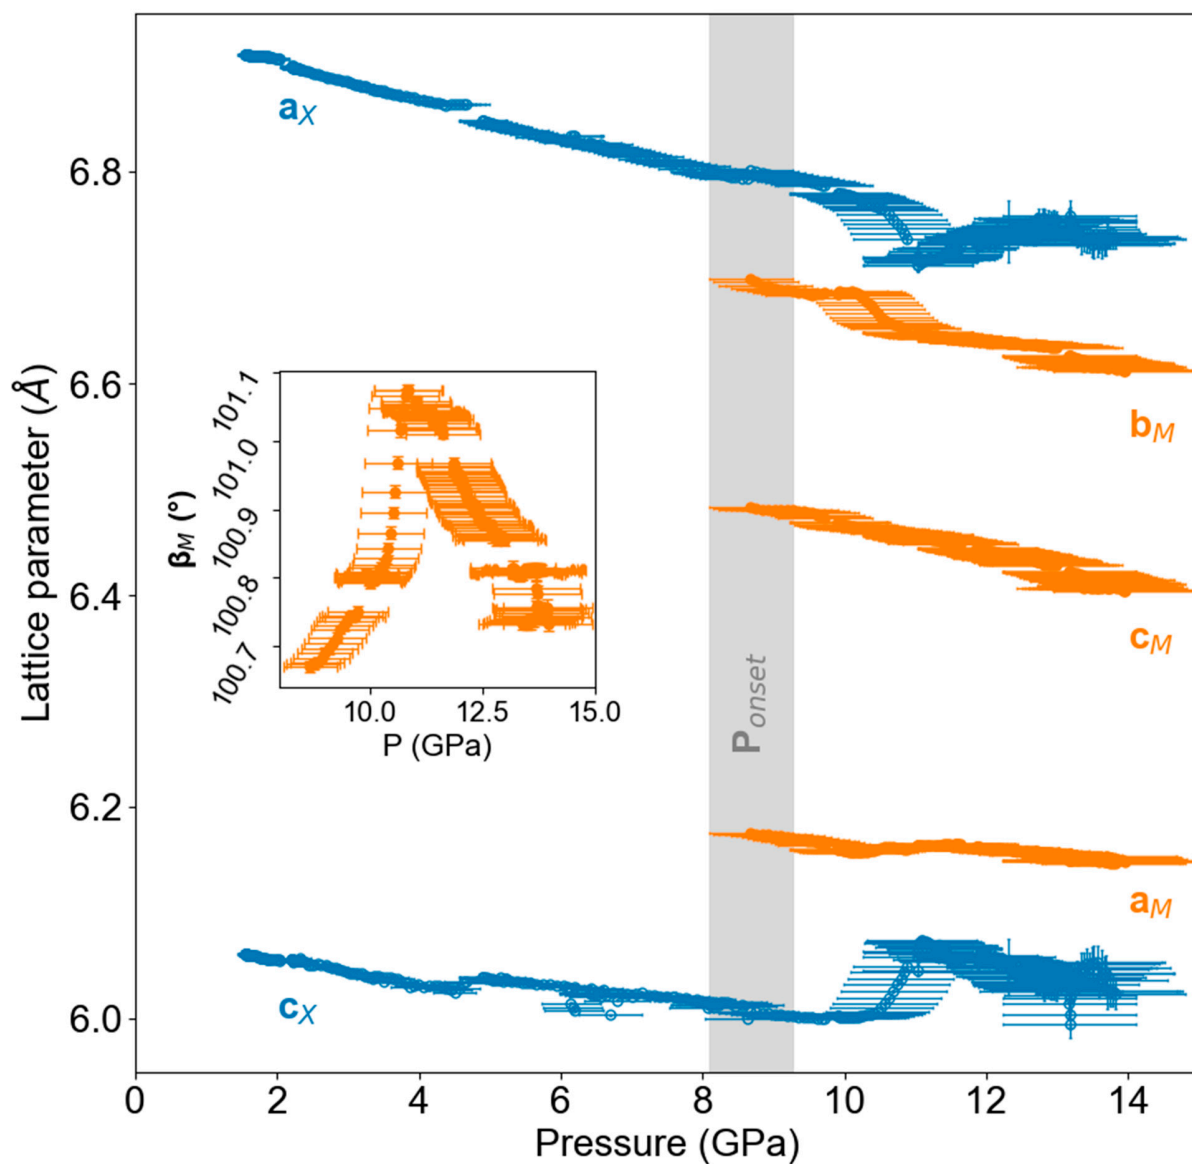 Lattice parameter (Å)
6.8
6.6
6.4
6.2
6.0
a_X
b_M
c_M
a_M
c_X
P_onset
β_M (°)
101.1
101.0
100.9
100.8
100.7
10.0 12.5 15.0
P (GPa)
0 2 4 6 8 10 12 14
Pressure (GPa)